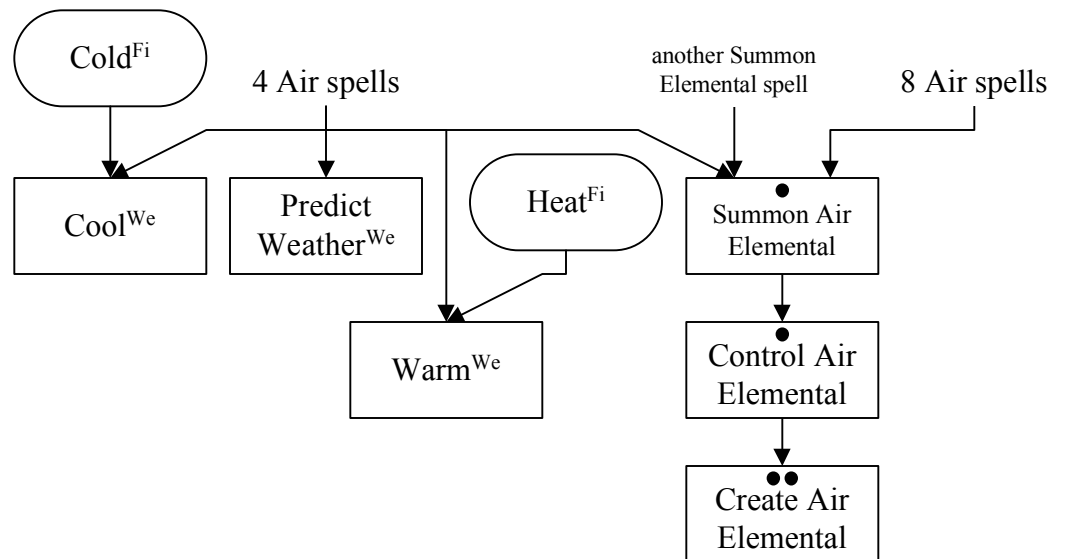 Cold^Fi
4 Air spells
another Summon
Elemental spell
8 Air spells
Cool^We
Predict
Weather^We
Heat^Fi
Summon Air
Elemental
Warm^We
Control Air
Elemental
Create Air
Elemental